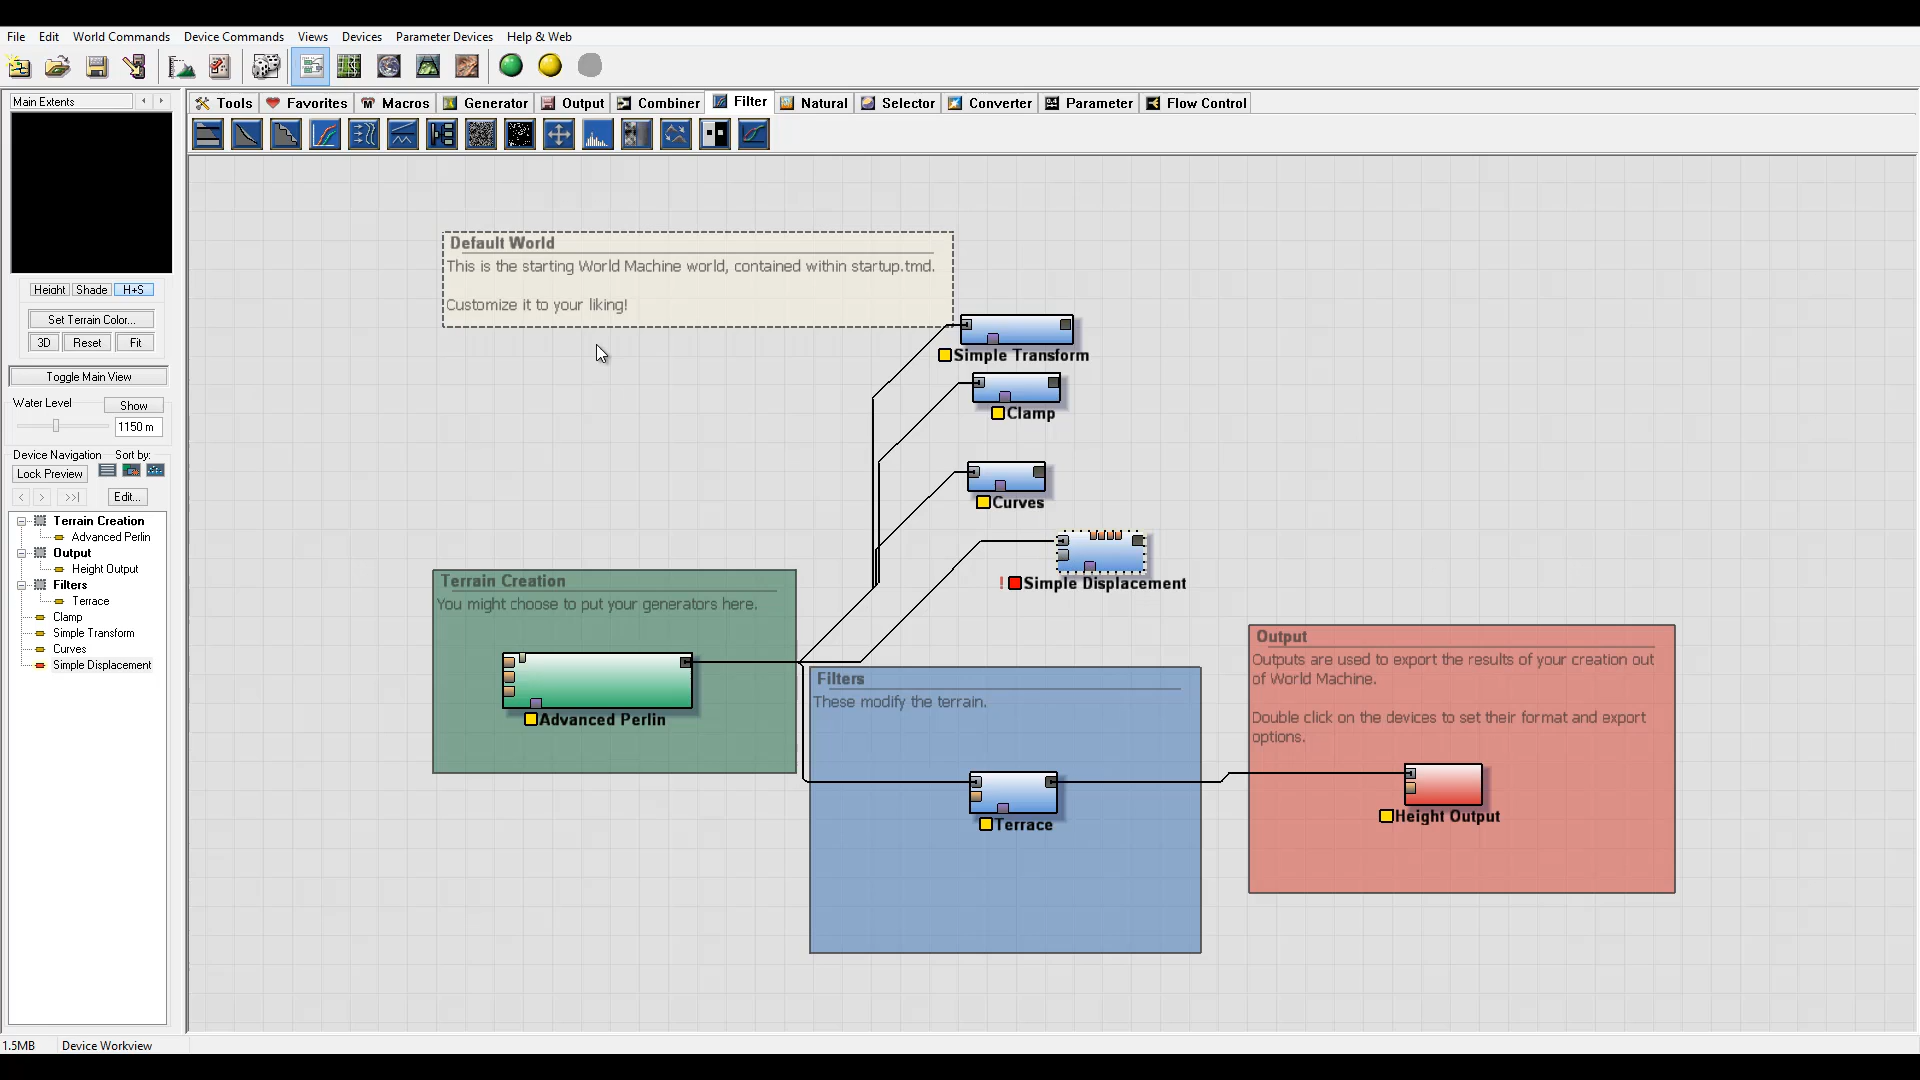 File Edit World Commands Device Commands Views Devices Parameter Devices Help & Web
Main Extents
Tools Favorites Macros Generator Output Combiner Filter Natural Selector Converter Parameter Flow Control
Height Shade H+S
Set Terrain Color...
3D Reset Fit
Toggle Main View
Water Level Show
1150 m
Device Navigation Sort by:
Lock Preview
< > >>| Edit...
Terrain Creation
Advanced Perlin
Output
Height Output
Filters
Terrace
Clamp
Simple Transform
Curves
Simple Displacement
Default World
This is the starting World Machine world, contained within startup.tmd.
Customize it to your liking!
Simple Transform
Clamp
Curves
! Simple Displacement
Terrain Creation
You might choose to put your generators here.
Advanced Perlin
Filters
These modify the terrain.
Terrace
Output
Outputs are used to export the results of your creation out
of World Machine.
Double click on the devices to set their format and export
options.
Height Output
1.5MB Device Workview